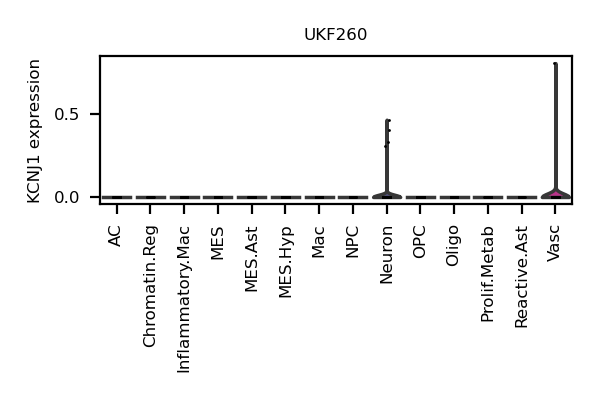 UKF260
KCNJ1 expression
0.5
0.0
AC
Chromatin.Reg
Inflammatory.Mac
MES
MES.Ast
MES.Hyp
Mac
NPC
Neuron
OPC
Oligo
Prolif.Metab
Reactive.Ast
Vasc